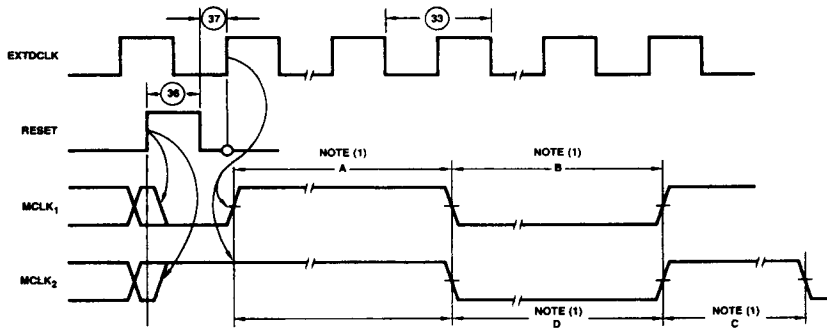 37
33
EXTDCLK
36
RESET
NOTE (1)
A
NOTE (1)
B
MCLK1
MCLK2
NOTE (1)
D
NOTE (1)
C